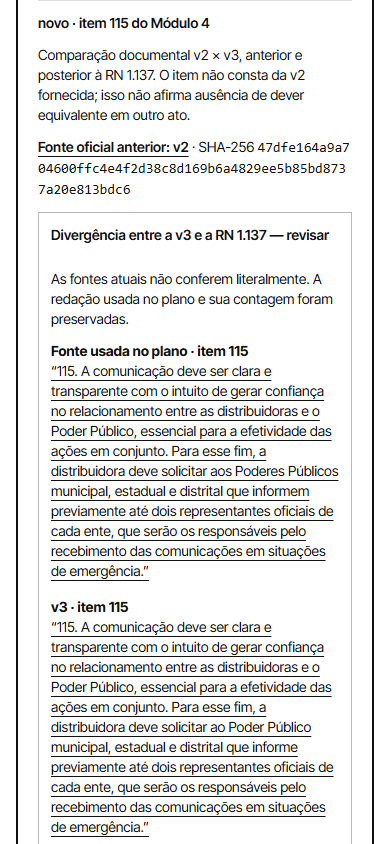 novo · item 115 do Módulo 4
Comparação documental v2 × v3, anterior e
posterior à RN 1.137. O item não consta da v2
fornecida; isso não afirma ausência de dever
equivalente em outro ato.
Fonte oficial anterior: v2 · SHA-256 47dfe164a9a7
04600ffc4e4f2d38c8d169b6a4829ee5b85bd873
7a20e813bdc6
Divergência entre a v3 e a RN 1.137 — revisar
As fontes atuais não conferem literalmente. A
redação usada no plano e sua contagem foram
preservadas.
Fonte usada no plano · item 115
“115. A comunicação deve ser clara e
transparente com o intuito de gerar confiança
no relacionamento entre as distribuidoras e o
Poder Público, essencial para a efetividade das
ações em conjunto. Para esse fim, a
distribuidora deve solicitar aos Poderes Públicos
municipal, estadual e distrital que informem
previamente até dois representantes oficiais de
cada ente, que serão os responsáveis pelo
recebimento das comunicações em situações
de emergência.”
v3 · item 115
“115. A comunicação deve ser clara e
transparente com o intuito de gerar confiança
no relacionamento entre as distribuidoras e o
Poder Público, essencial para a efetividade das
ações em conjunto. Para esse fim, a
distribuidora deve solicitar ao Poder Público
municipal, estadual e distrital que informe
previamente até dois representantes oficiais de
cada ente, que serão os responsáveis pelo
recebimento das comunicações em situações
de emergência.”